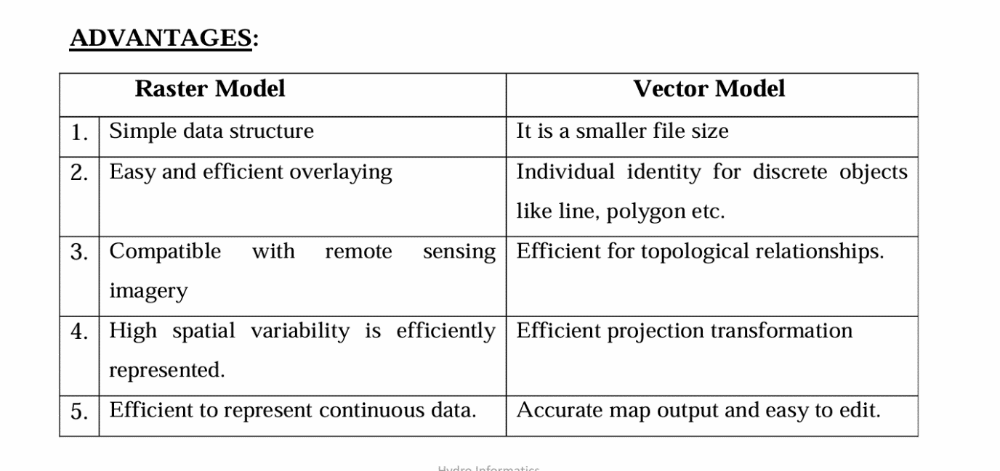 ADVANTAGES:
Raster Model Vector Model
1. Simple data structure It is a smaller file size
2. Easy and efficient overlaying Individual identity for discrete objects
like line, polygon etc.
3. Compatible with remote sensing Efficient for topological relationships.
imagery
4. High spatial variability is efficiently Efficient projection transformation
represented.
5. Efficient to represent continuous data. Accurate map output and easy to edit.
Hydro Informatics